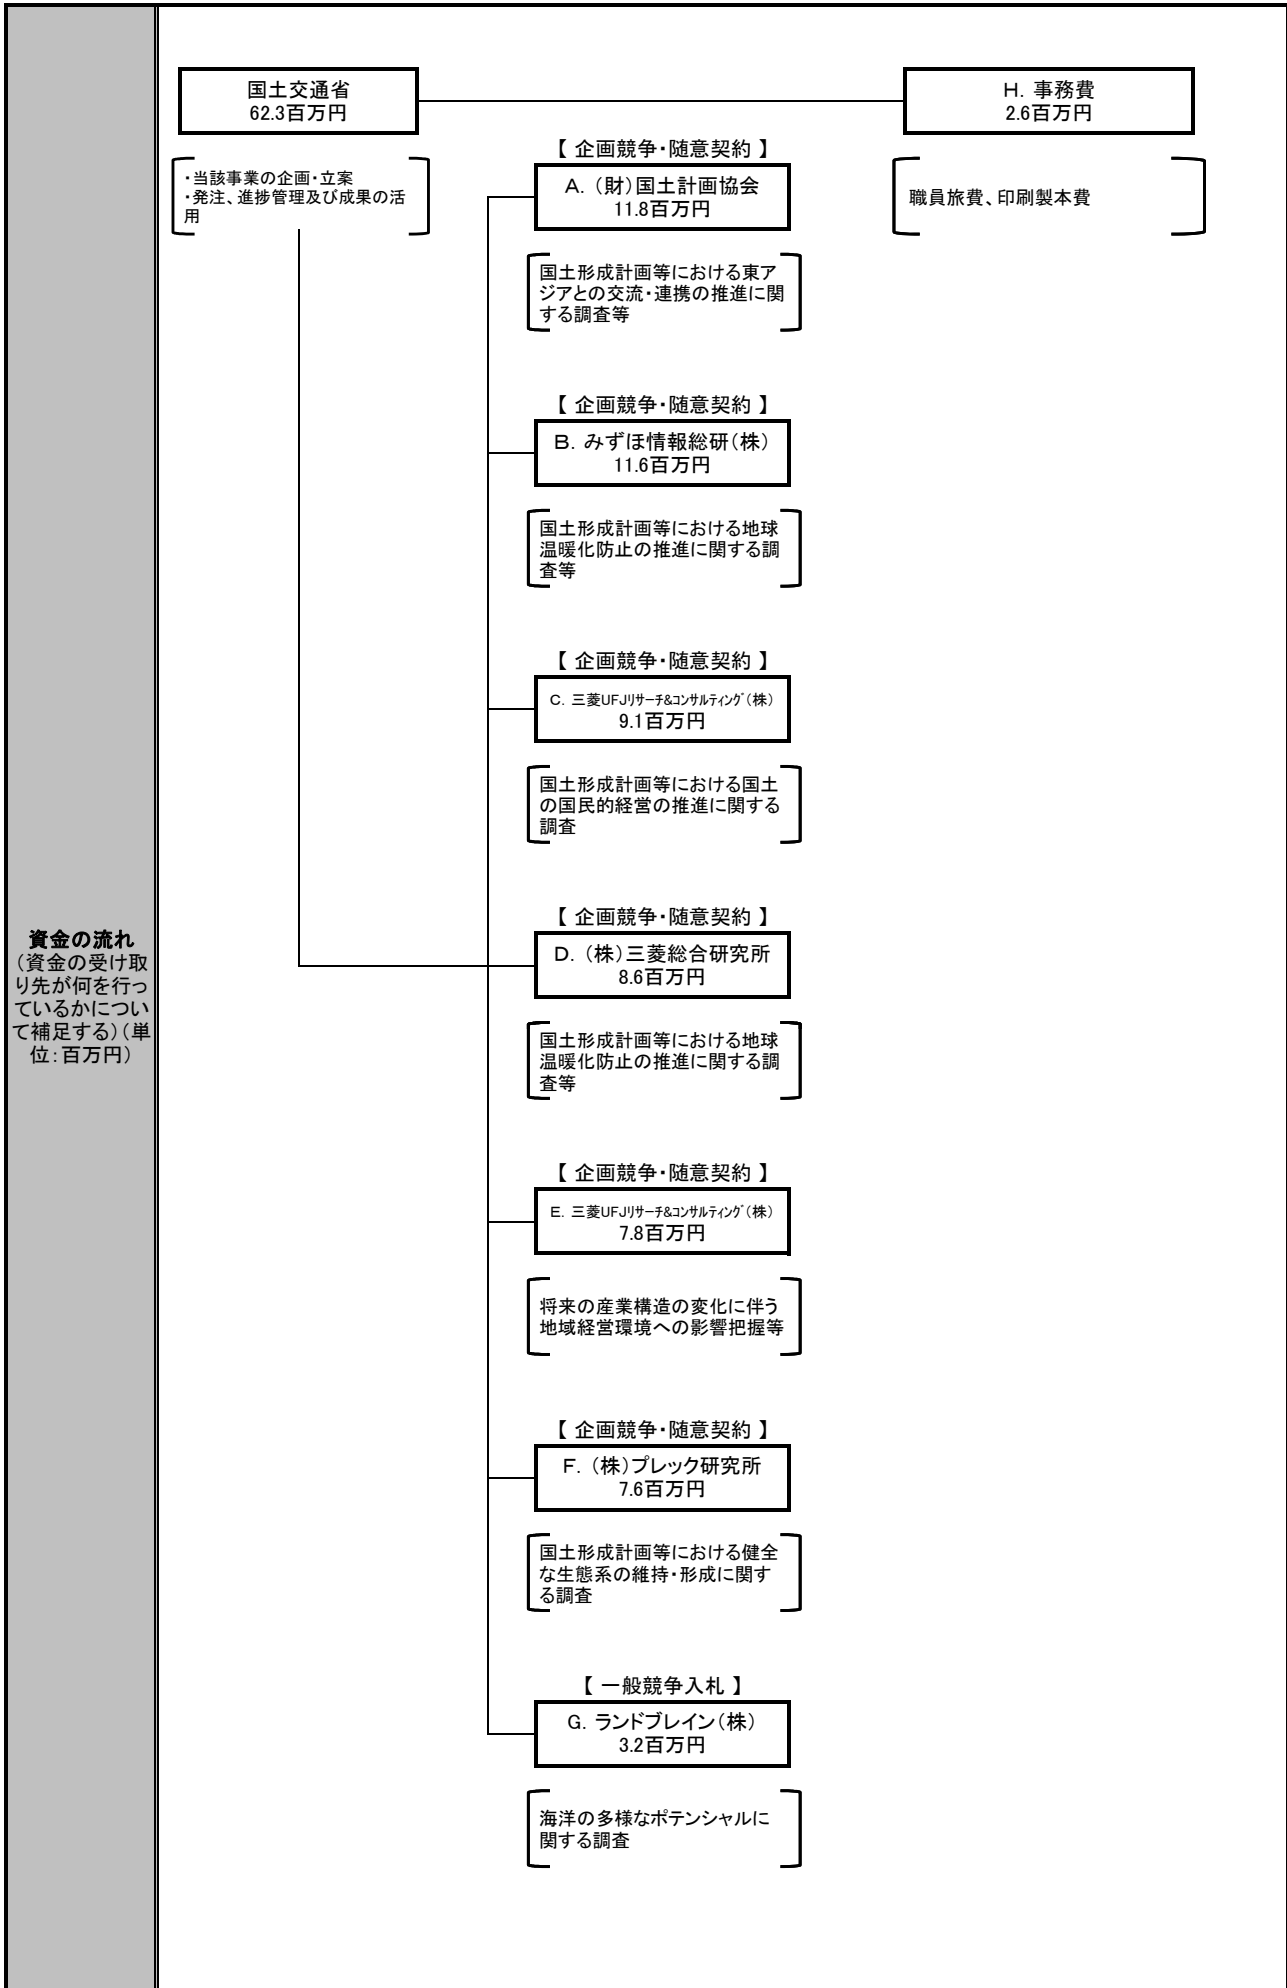 資金の流れ
(資金の受け取
り先が何を行っ
ているかについ
て補足する)(単
位:百万円)
国土交通省
62.3百万円
・当該事業の企画・立案
・発注、進捗管理及び成果の活
用
H. 事務費
2.6百万円
職員旅費、印刷製本費
【 企画競争・随意契約 】
A. (財)国土計画協会
11.8百万円
国土形成計画等における東ア
ジアとの交流・連携の推進に関
する調査等
【 企画競争・随意契約 】
B. みずほ情報総研(株)
11.6百万円
国土形成計画等における地球
温暖化防止の推進に関する調
査等
【 企画競争・随意契約 】
C. 三菱UFJリサーチ&コンサルティング(株)
9.1百万円
国土形成計画等における国土
の国民的経営の推進に関する
調査
【 企画競争・随意契約 】
D. (株)三菱総合研究所
8.6百万円
国土形成計画等における地球
温暖化防止の推進に関する調
査等
【 企画競争・随意契約 】
E. 三菱UFJリサーチ&コンサルティング(株)
7.8百万円
将来の産業構造の変化に伴う
地域経営環境への影響把握等
【 企画競争・随意契約 】
F. (株)プレック研究所
7.6百万円
国土形成計画等における健全
な生態系の維持・形成に関す
る調査
【 一般競争入札 】
G. ランドブレイン(株)
3.2百万円
海洋の多様なポテンシャルに
関する調査